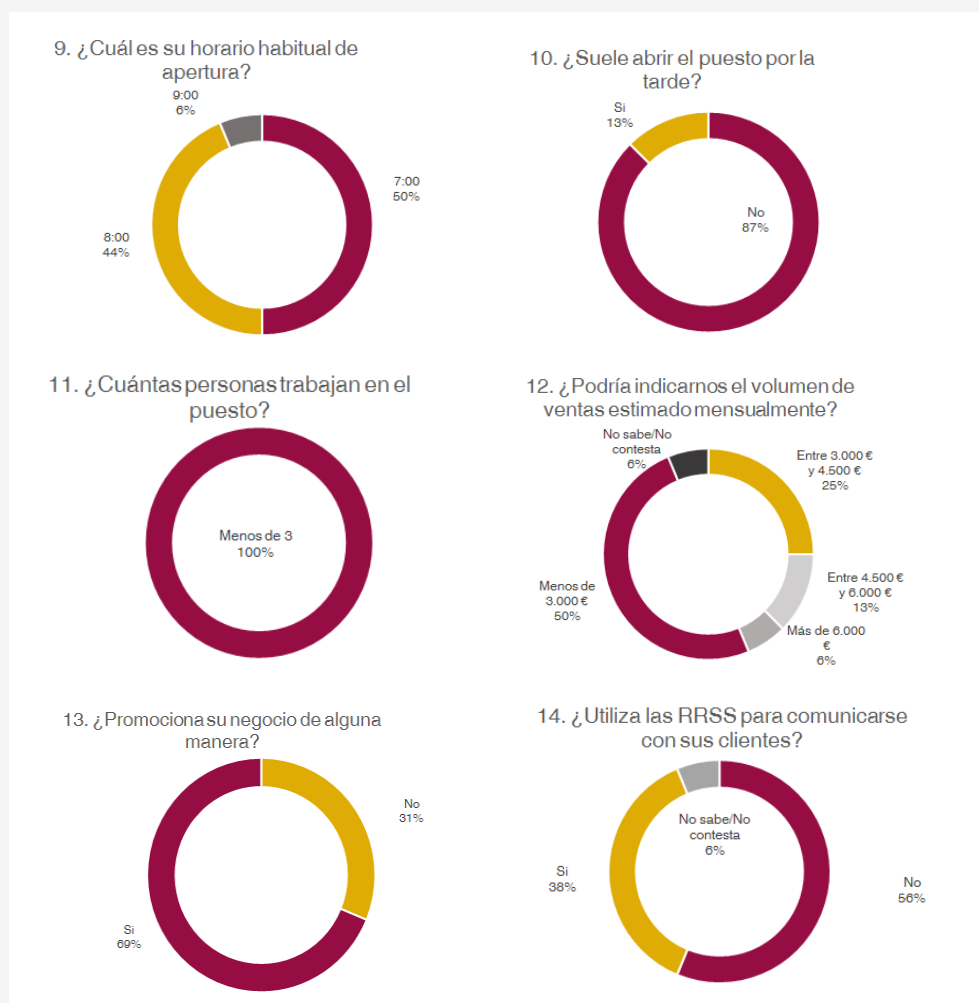 9. ¿Cuál es su horario habitual de
apertura?
9:00
6%
7:00
50%
8:00
44%
10. ¿Suele abrir el puesto por la
tarde?
Si
13%
No
87%
11. ¿Cuántas personas trabajan en el
puesto?
Menos de 3
100%
12. ¿Podría indicarnos el volumen de
ventas estimado mensualmente?
No sabe/No
contesta
6%
Entre 3.000 €
y 4.500 €
25%
Entre 4.500 €
y 6.000 €
13%
Más de 6.000
€
6%
Menos de
3.000 €
50%
13. ¿Promociona su negocio de alguna
manera?
No
31%
Si
69%
14. ¿Utiliza las RRSS para comunicarse
con sus clientes?
No sabe/No
contesta
6%
Si
38%
No
56%